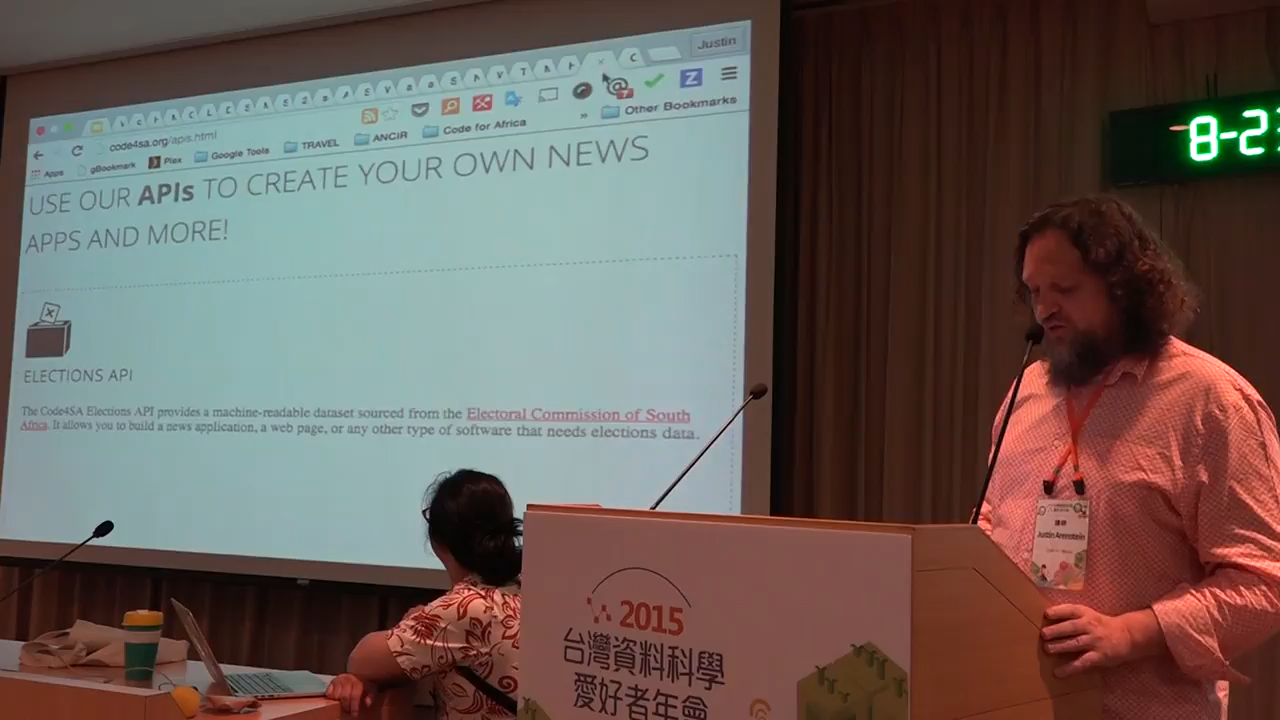 Justin
code4sa.org/apis.html
Apps gBookmark Plex Google Tools TRAVEL ANCIR Code for Africa » Other Bookmarks
USE OUR APIs TO CREATE YOUR OWN NEWS
APPS AND MORE!
ELECTIONS API
The Code4SA Elections API provides a machine-readable dataset sourced from the Electoral Commission of South
Africa. It allows you to build a news application, a web page, or any other type of software that needs elections data.
8-2
講師
Justin Arenstein
2015
台灣資料科學
愛好者年會